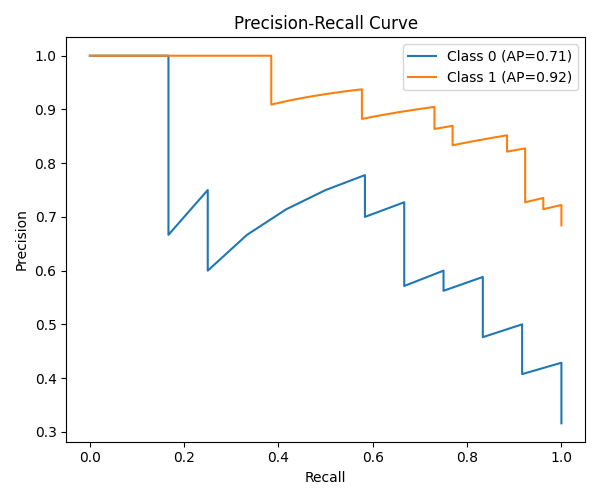 Precision-Recall Curve
Class 0 (AP=0.71)
Class 1 (AP=0.92)
1.0
0.9
0.8
0.7
0.6
0.5
0.4
0.3
Precision
0.0 0.2 0.4 0.6 0.8 1.0
Recall